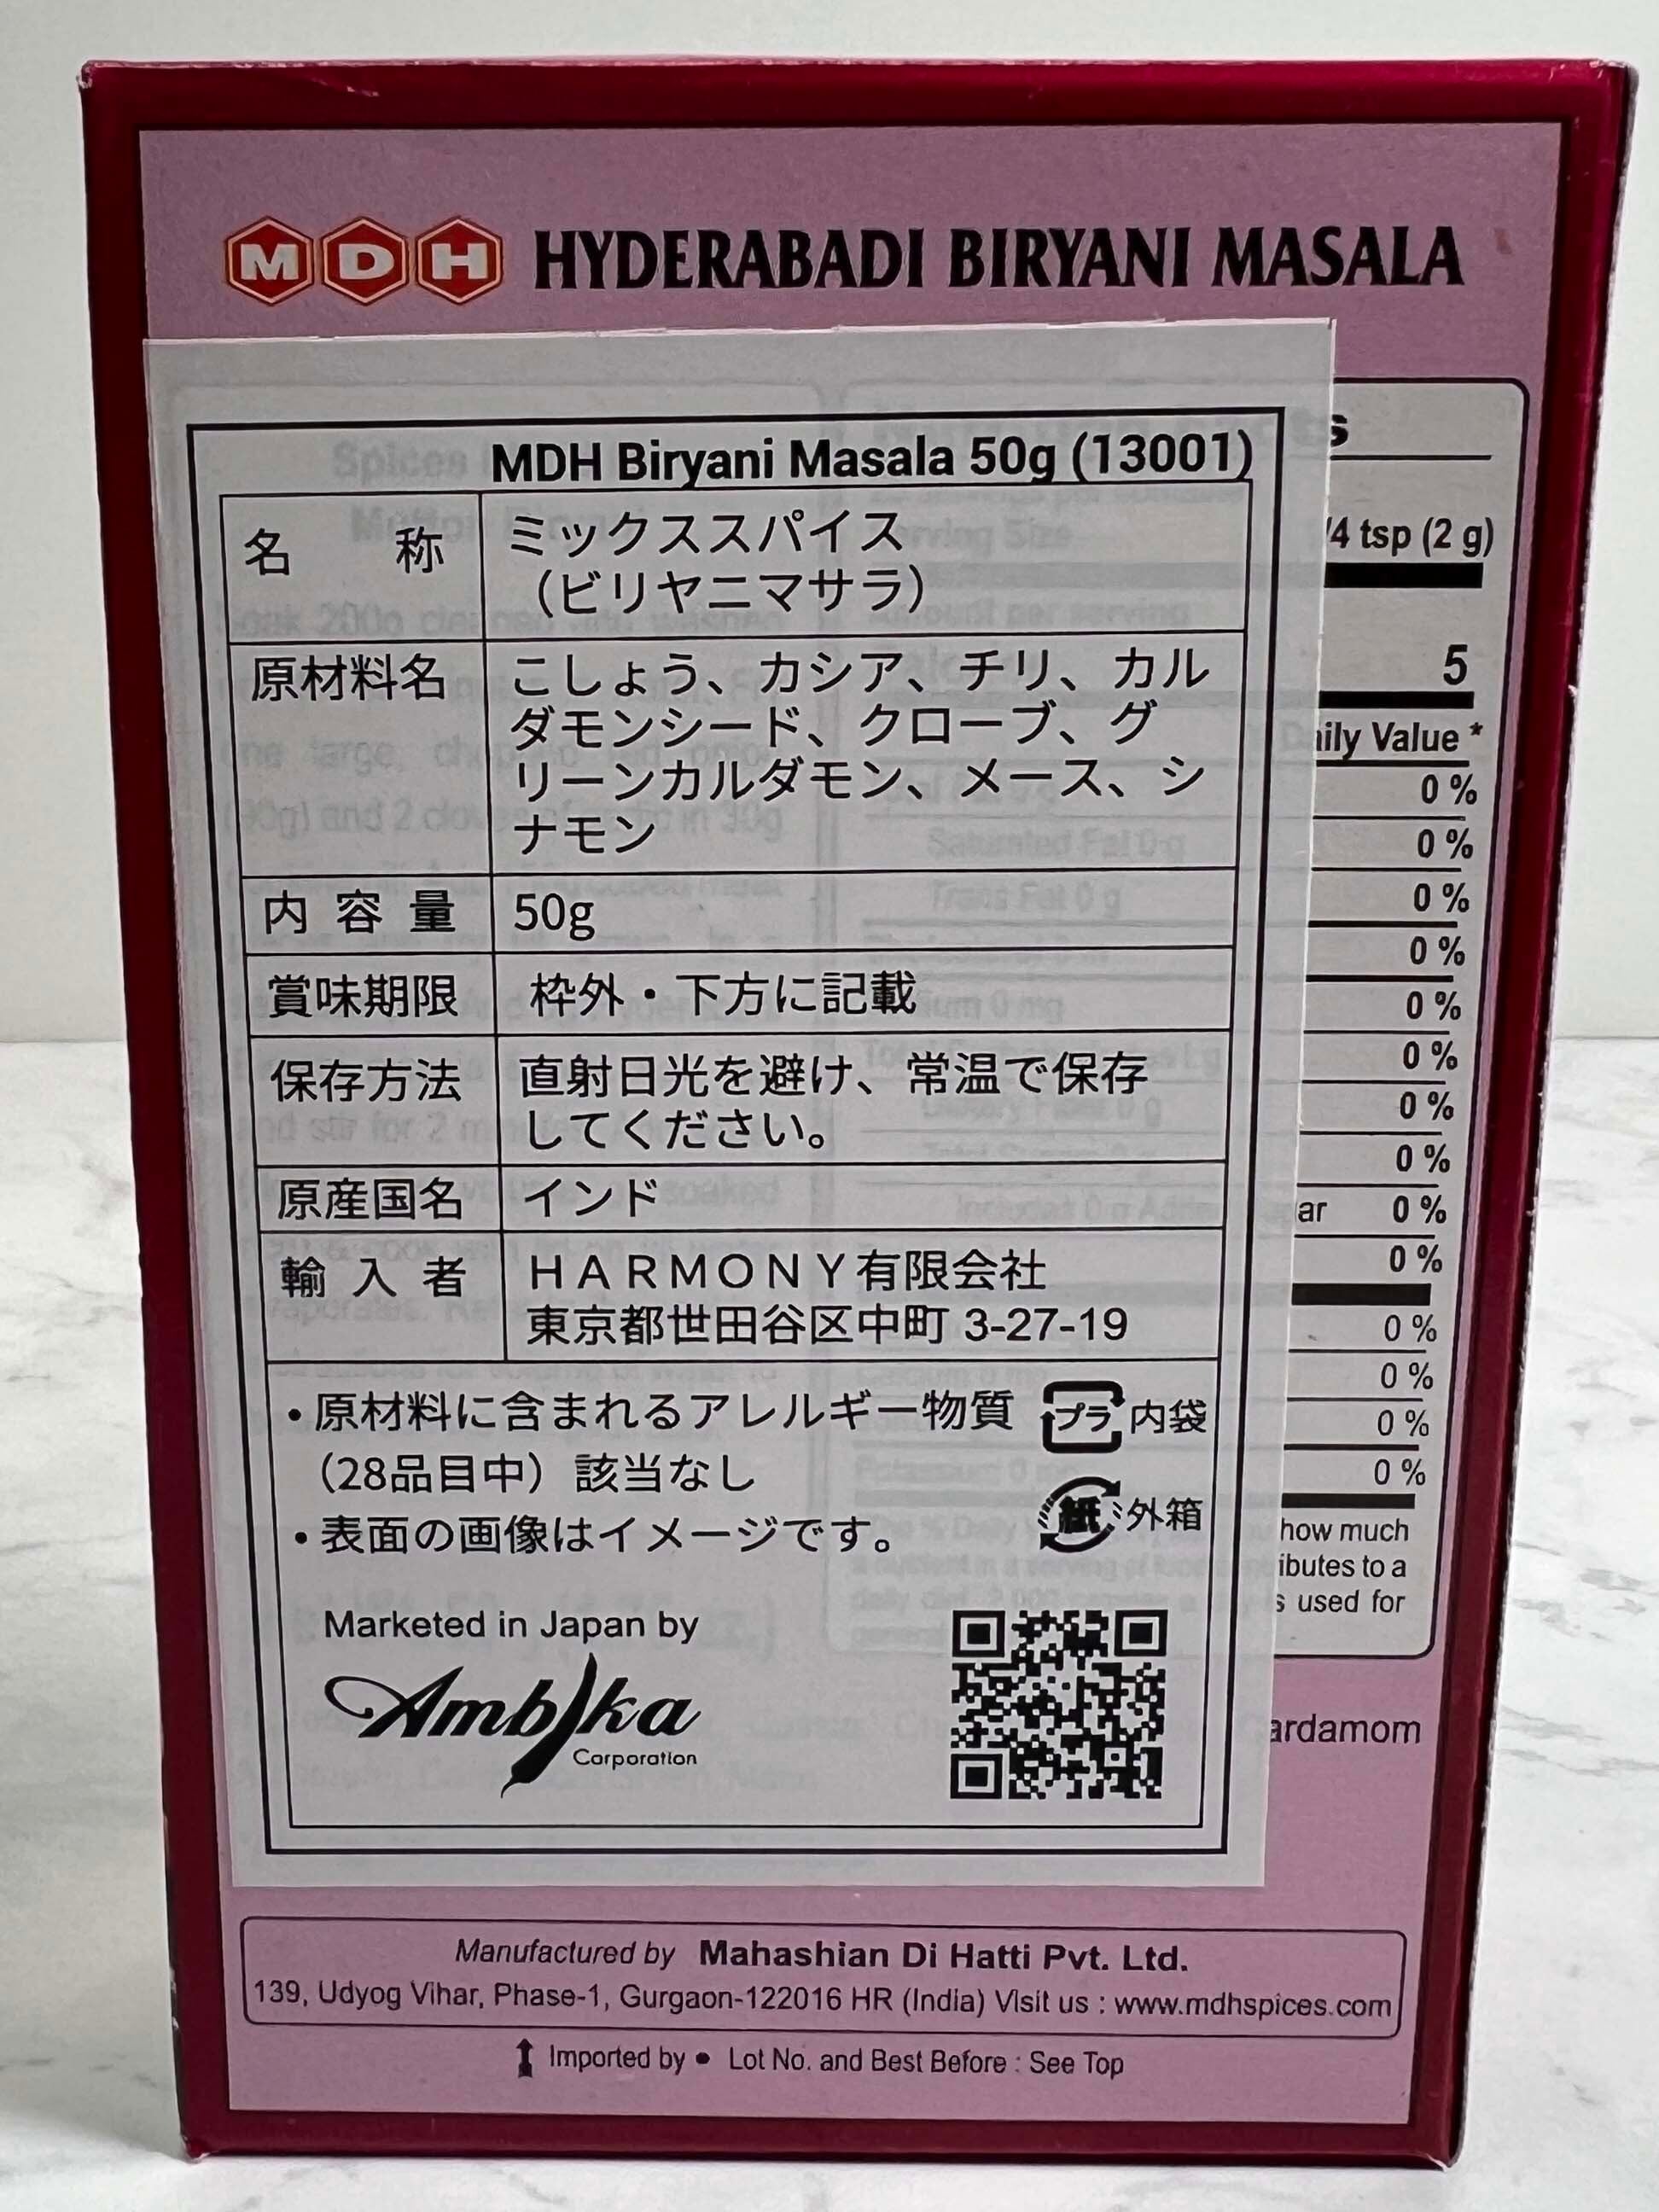 MDH HYDERABADI BIRYANI MASALA
MDH Biryani Masala 50g (13001)
名 称
ミックススパイス
（ビリヤニマサラ）
原材料名
こしょう、カシア、チリ、カル
ダモンシード、クローブ、グ
リーンカルダモン、メース、シ
ナモン
内 容 量
50g
賞味期限
枠外・下方に記載
保存方法
直射日光を避け、常温で保存
してください。
原産国名
インド
輸 入 者
ＨＡＲＭＯＮＹ有限会社
東京都世田谷区中町 3-27-19
・原材料に含まれるアレルギー物質
（28品目中）該当なし
・表面の画像はイメージです。
プラ 内袋
紙 外箱
Marketed in Japan by
Ambika
Corporation
/4 tsp (2 g)
5
Value *
0 %
0 %
0 %
0 %
0 %
0 %
0 %
0 %
0 %
0 %
0 %
0 %
0 %
0 %
how much
to a
used for
Manufactured by Mahashian Di Hatti Pvt. Ltd.
139, Udyog Vihar, Phase-1, Gurgaon-122016 HR (India) Visit us : www.mdhspices.com
Imported by • Lot No. and Best Before : See Top